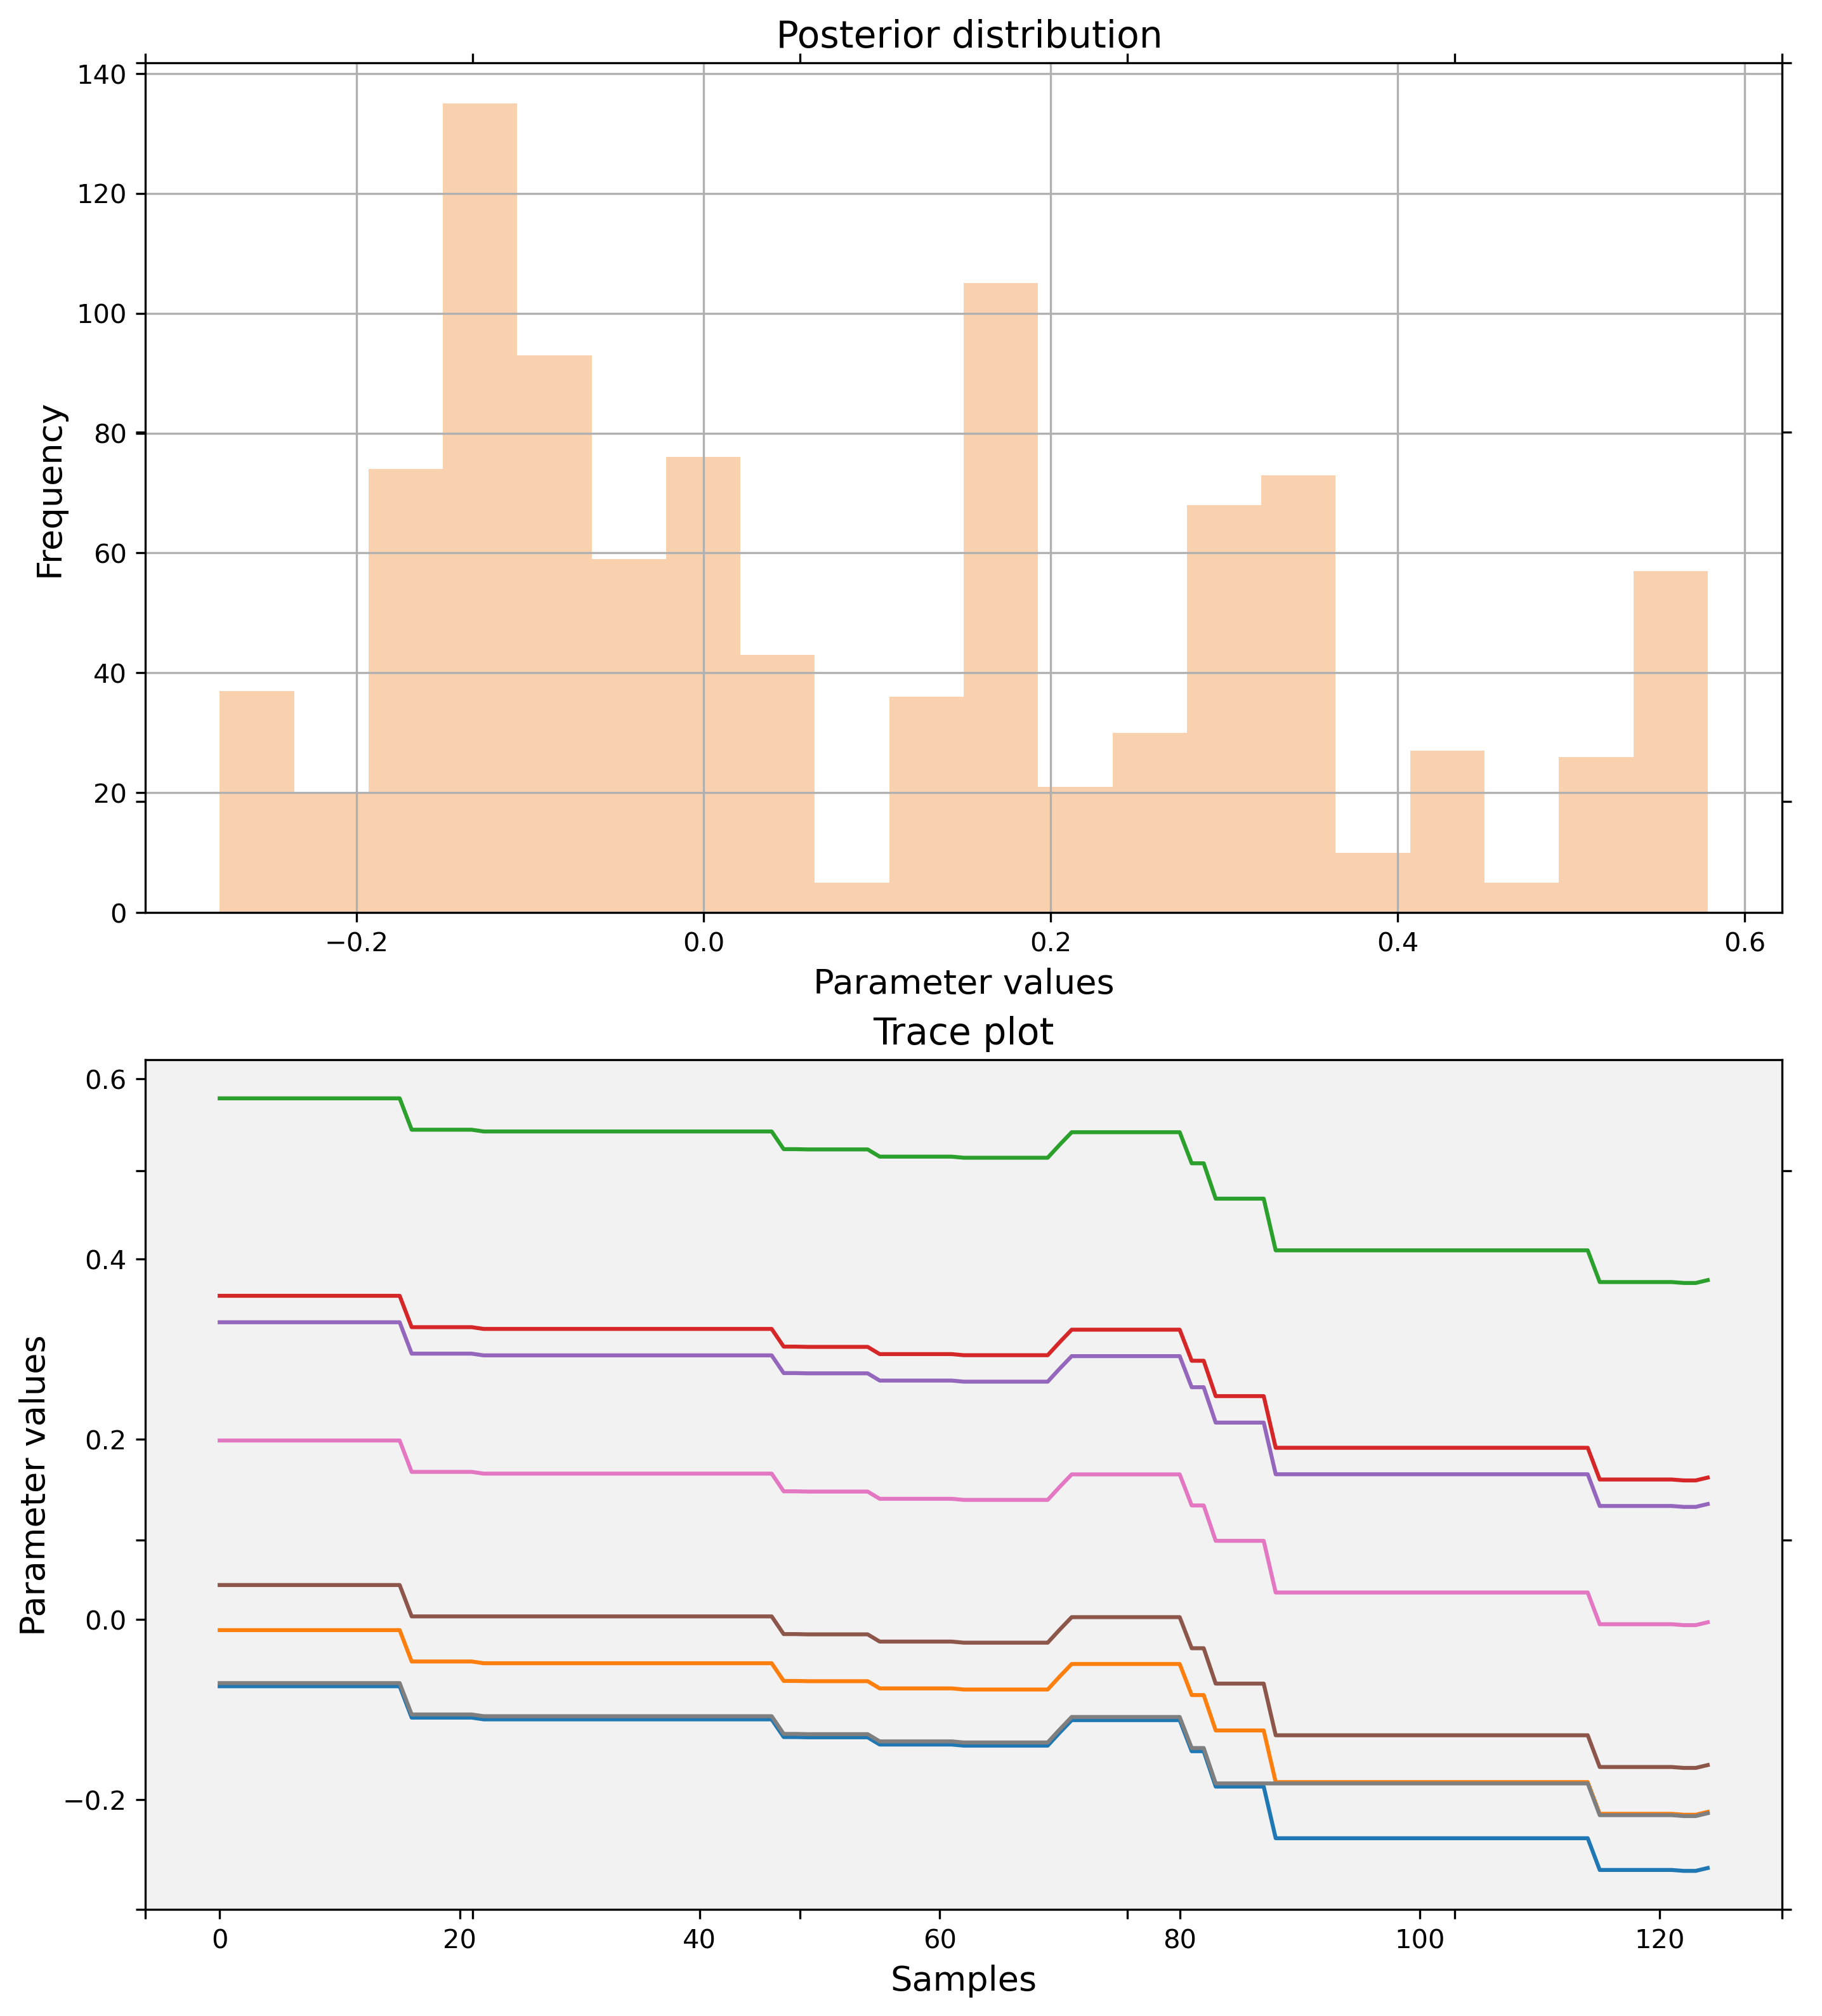 Posterior distribution
140
120
100
80
60
40
20
0
Frequency
−0.2 0.0 0.2 0.4 0.6
Parameter values
Trace plot
0.6
0.4
0.2
0.0
−0.2
Parameter values
0 20 40 60 80 100 120
Samples